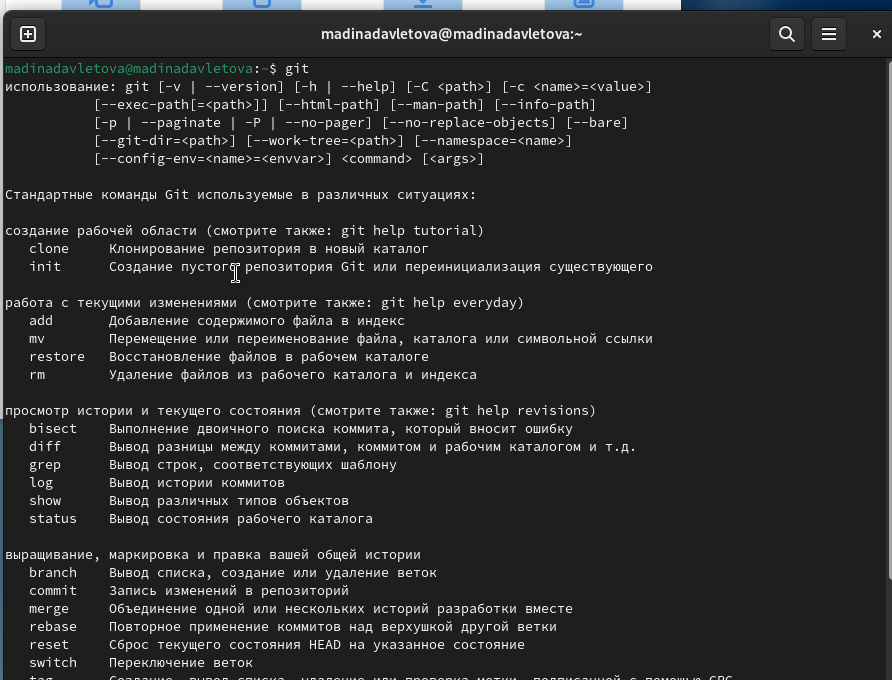 madinadavletova@madinadavletova:~
madinadavletova@madinadavletova:~$ git
использование: git [-v | --version] [-h | --help] [-C <path>] [-c <name>=<value>]
[--exec-path[=<path>]] [--html-path] [--man-path] [--info-path]
[-p | --paginate | -P | --no-pager] [--no-replace-objects] [--bare]
[--git-dir=<path>] [--work-tree=<path>] [--namespace=<name>]
[--config-env=<name>=<envvar>] <command> [<args>]
Стандартные команды Git используемые в различных ситуациях:
создание рабочей области (смотрите также: git help tutorial)
clone Клонирование репозитория в новый каталог
init Создание пустого репозитория Git или переинициализация существующего
работа с текущими изменениями (смотрите также: git help everyday)
add Добавление содержимого файла в индекс
mv Перемещение или переименование файла, каталога или символьной ссылки
restore Восстановление файлов в рабочем каталоге
rm Удаление файлов из рабочего каталога и индекса
просмотр истории и текущего состояния (смотрите также: git help revisions)
bisect Выполнение двоичного поиска коммита, который вносит ошибку
diff Вывод разницы между коммитами, коммитом и рабочим каталогом и т.д.
grep Вывод строк, соответствующих шаблону
log Вывод истории коммитов
show Вывод различных типов объектов
status Вывод состояния рабочего каталога
выращивание, маркировка и правка вашей общей истории
branch Вывод списка, создание или удаление веток
commit Запись изменений в репозиторий
merge Объединение одной или нескольких историй разработки вместе
rebase Повторное применение коммитов над верхушкой другой ветки
reset Сброс текущего состояния HEAD на указанное состояние
switch Переключение веток